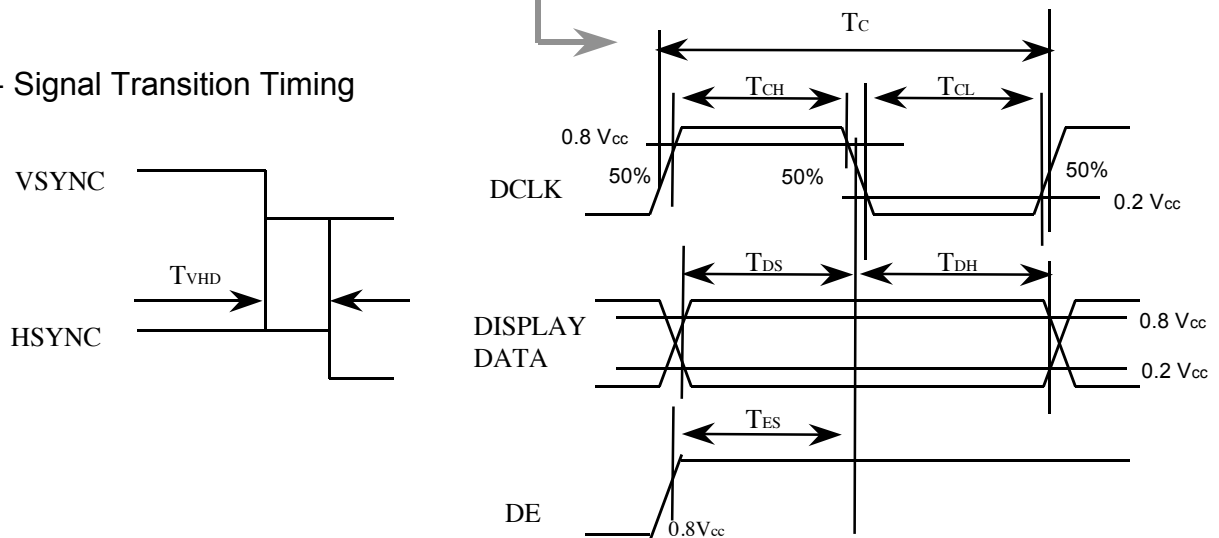 - Signal Transition Timing
VSYNC
TVHD
HSYNC
TC
TCH
TCL
0.8 Vcc
50%
50%
50%
DCLK
0.2 Vcc
TDS
TDH
DISPLAY
DATA
0.8 Vcc
0.2 Vcc
TES
DE
0.8Vcc